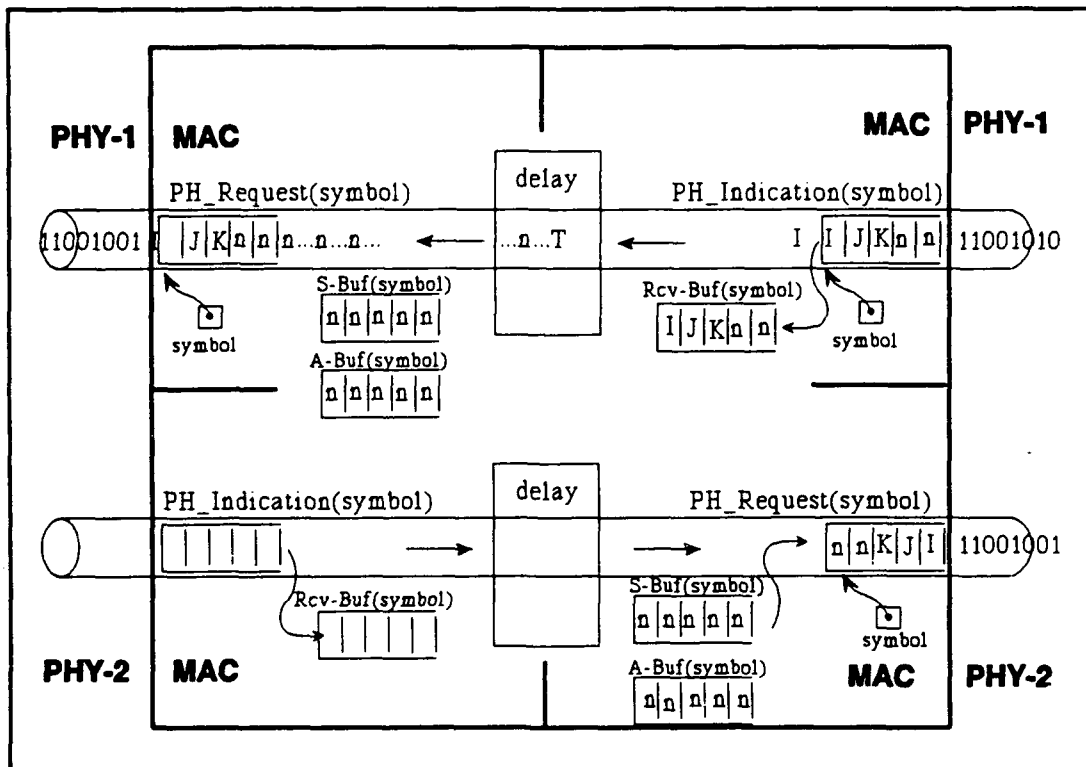 PHY-1 MAC
MAC PHY-1
delay
PH_Request(symbol)
PH_Indication(symbol)
11001001 I J K n n n...n...n...
...n...T
I I J K n n 11001010
S-Buf(symbol)
n n n n n
symbol
A-Buf(symbol)
n n n n n
Rcv-Buf(symbol)
I J K n n
symbol
PH_Indication(symbol)
delay
PH_Request(symbol)
n n K J I 11001001
Rcv-Buf(symbol)
S-Buf(symbol)
n n n n n
symbol
A-Buf(symbol)
n n n n n
PHY-2 MAC
MAC PHY-2